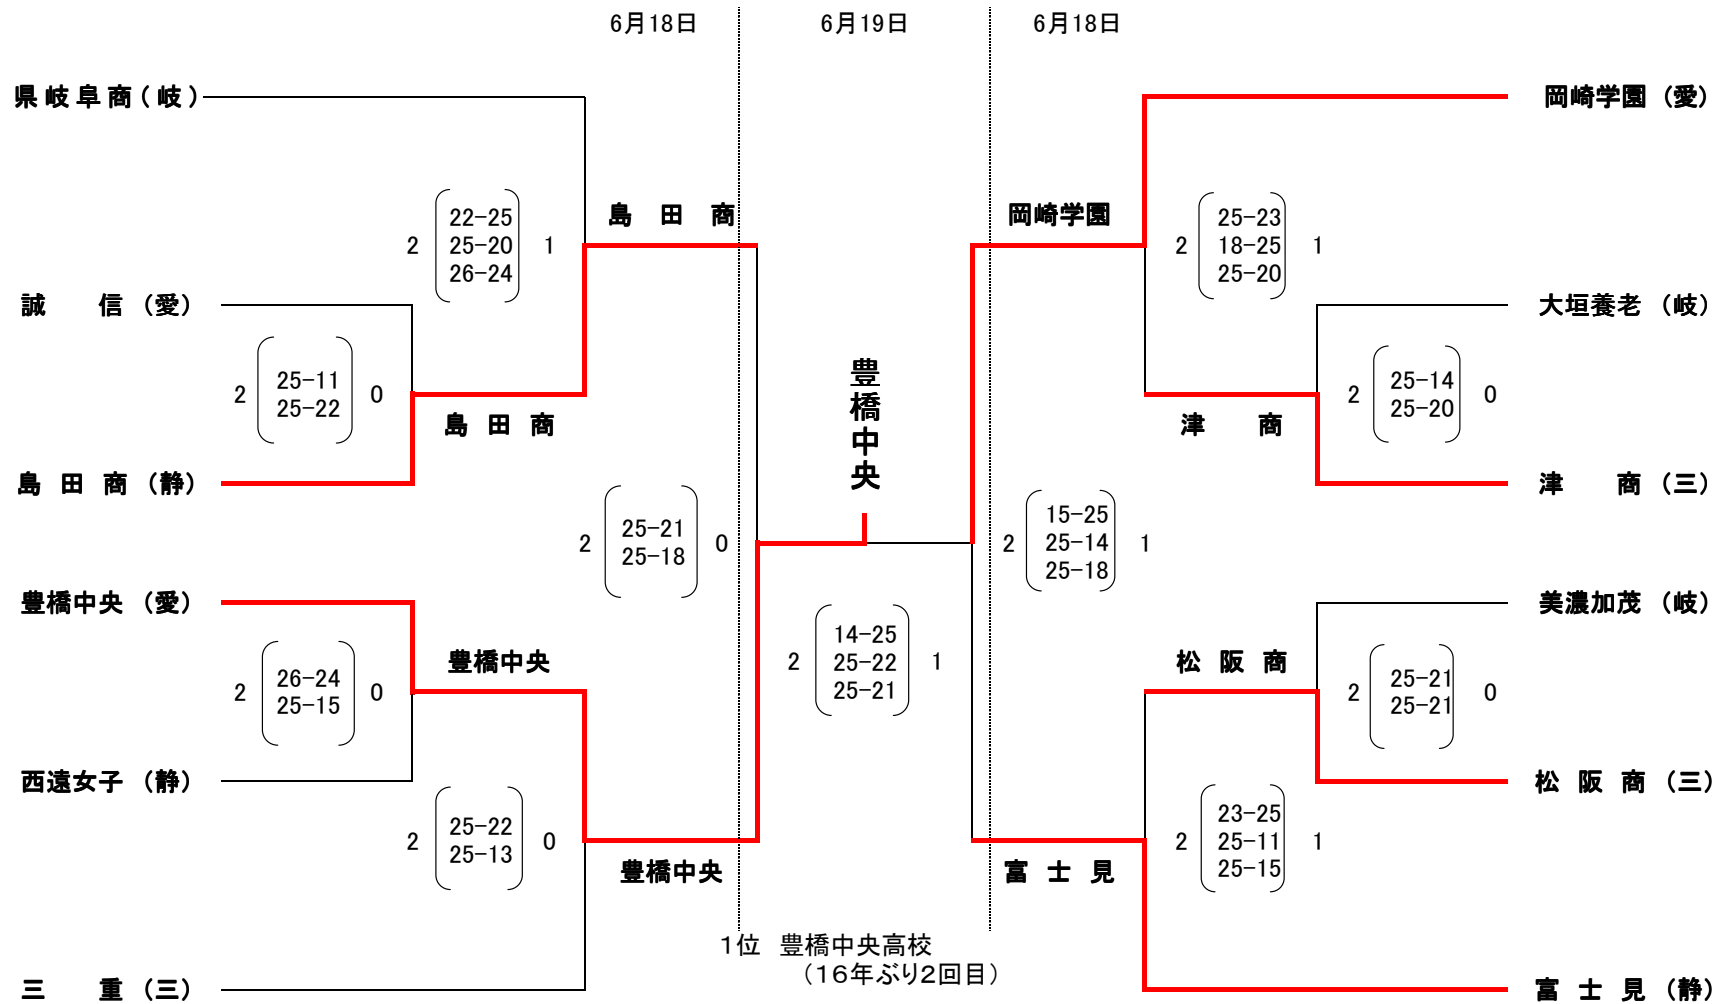 6月18日 6月19日 6月18日
県岐阜商(岐) 岡崎学園(愛)
島田商 岡崎学園
22-25
2 25-20 1
26-24
25-23
2 18-25 1
25-20
誠信(愛) 大垣養老(岐)
25-11
2 0
25-22
25-14
2 0
25-20
豊橋中央
島田商 津商
島田商(静) 津商(三)
25-21
2 0
25-18
15-25
2 25-14 1
25-18
豊橋中央(愛) 美濃加茂(岐)
14-25
2 25-22 1
25-21
豊橋中央 松阪商
26-24
2 0
25-15
25-21
2 0
25-21
西遠女子(静) 松阪商(三)
25-22
2 0
25-13
23-25
2 25-11 1
25-15
豊橋中央 富士見
1位 豊橋中央高校
(16年ぶり2回目)
三重(三) 富士見(静)